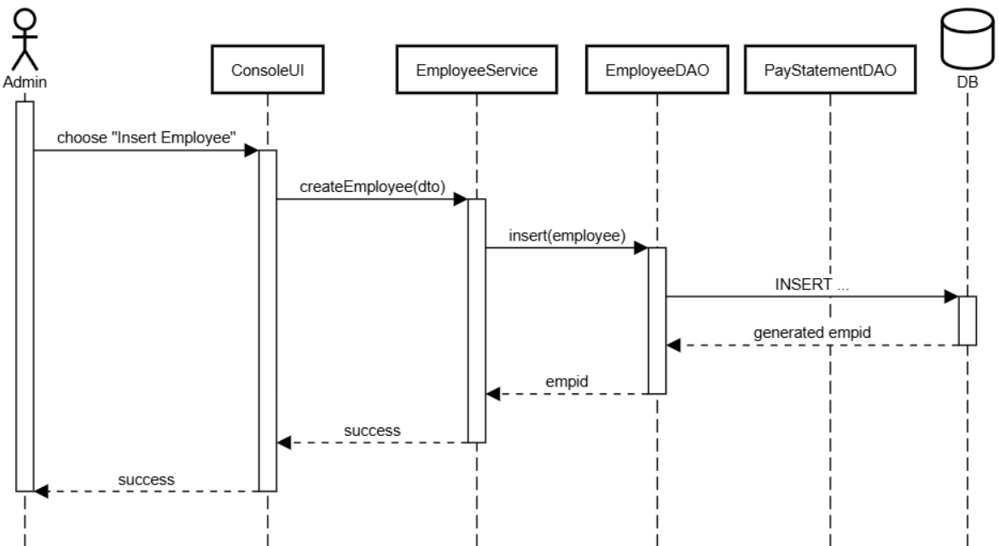 ConsoleUI
EmployeeService
EmployeeDAO
PayStatementDAO
Admin
DB
choose "Insert Employee"
createEmployee(dto)
insert(employee)
INSERT ...
generated empid
empid
success
success